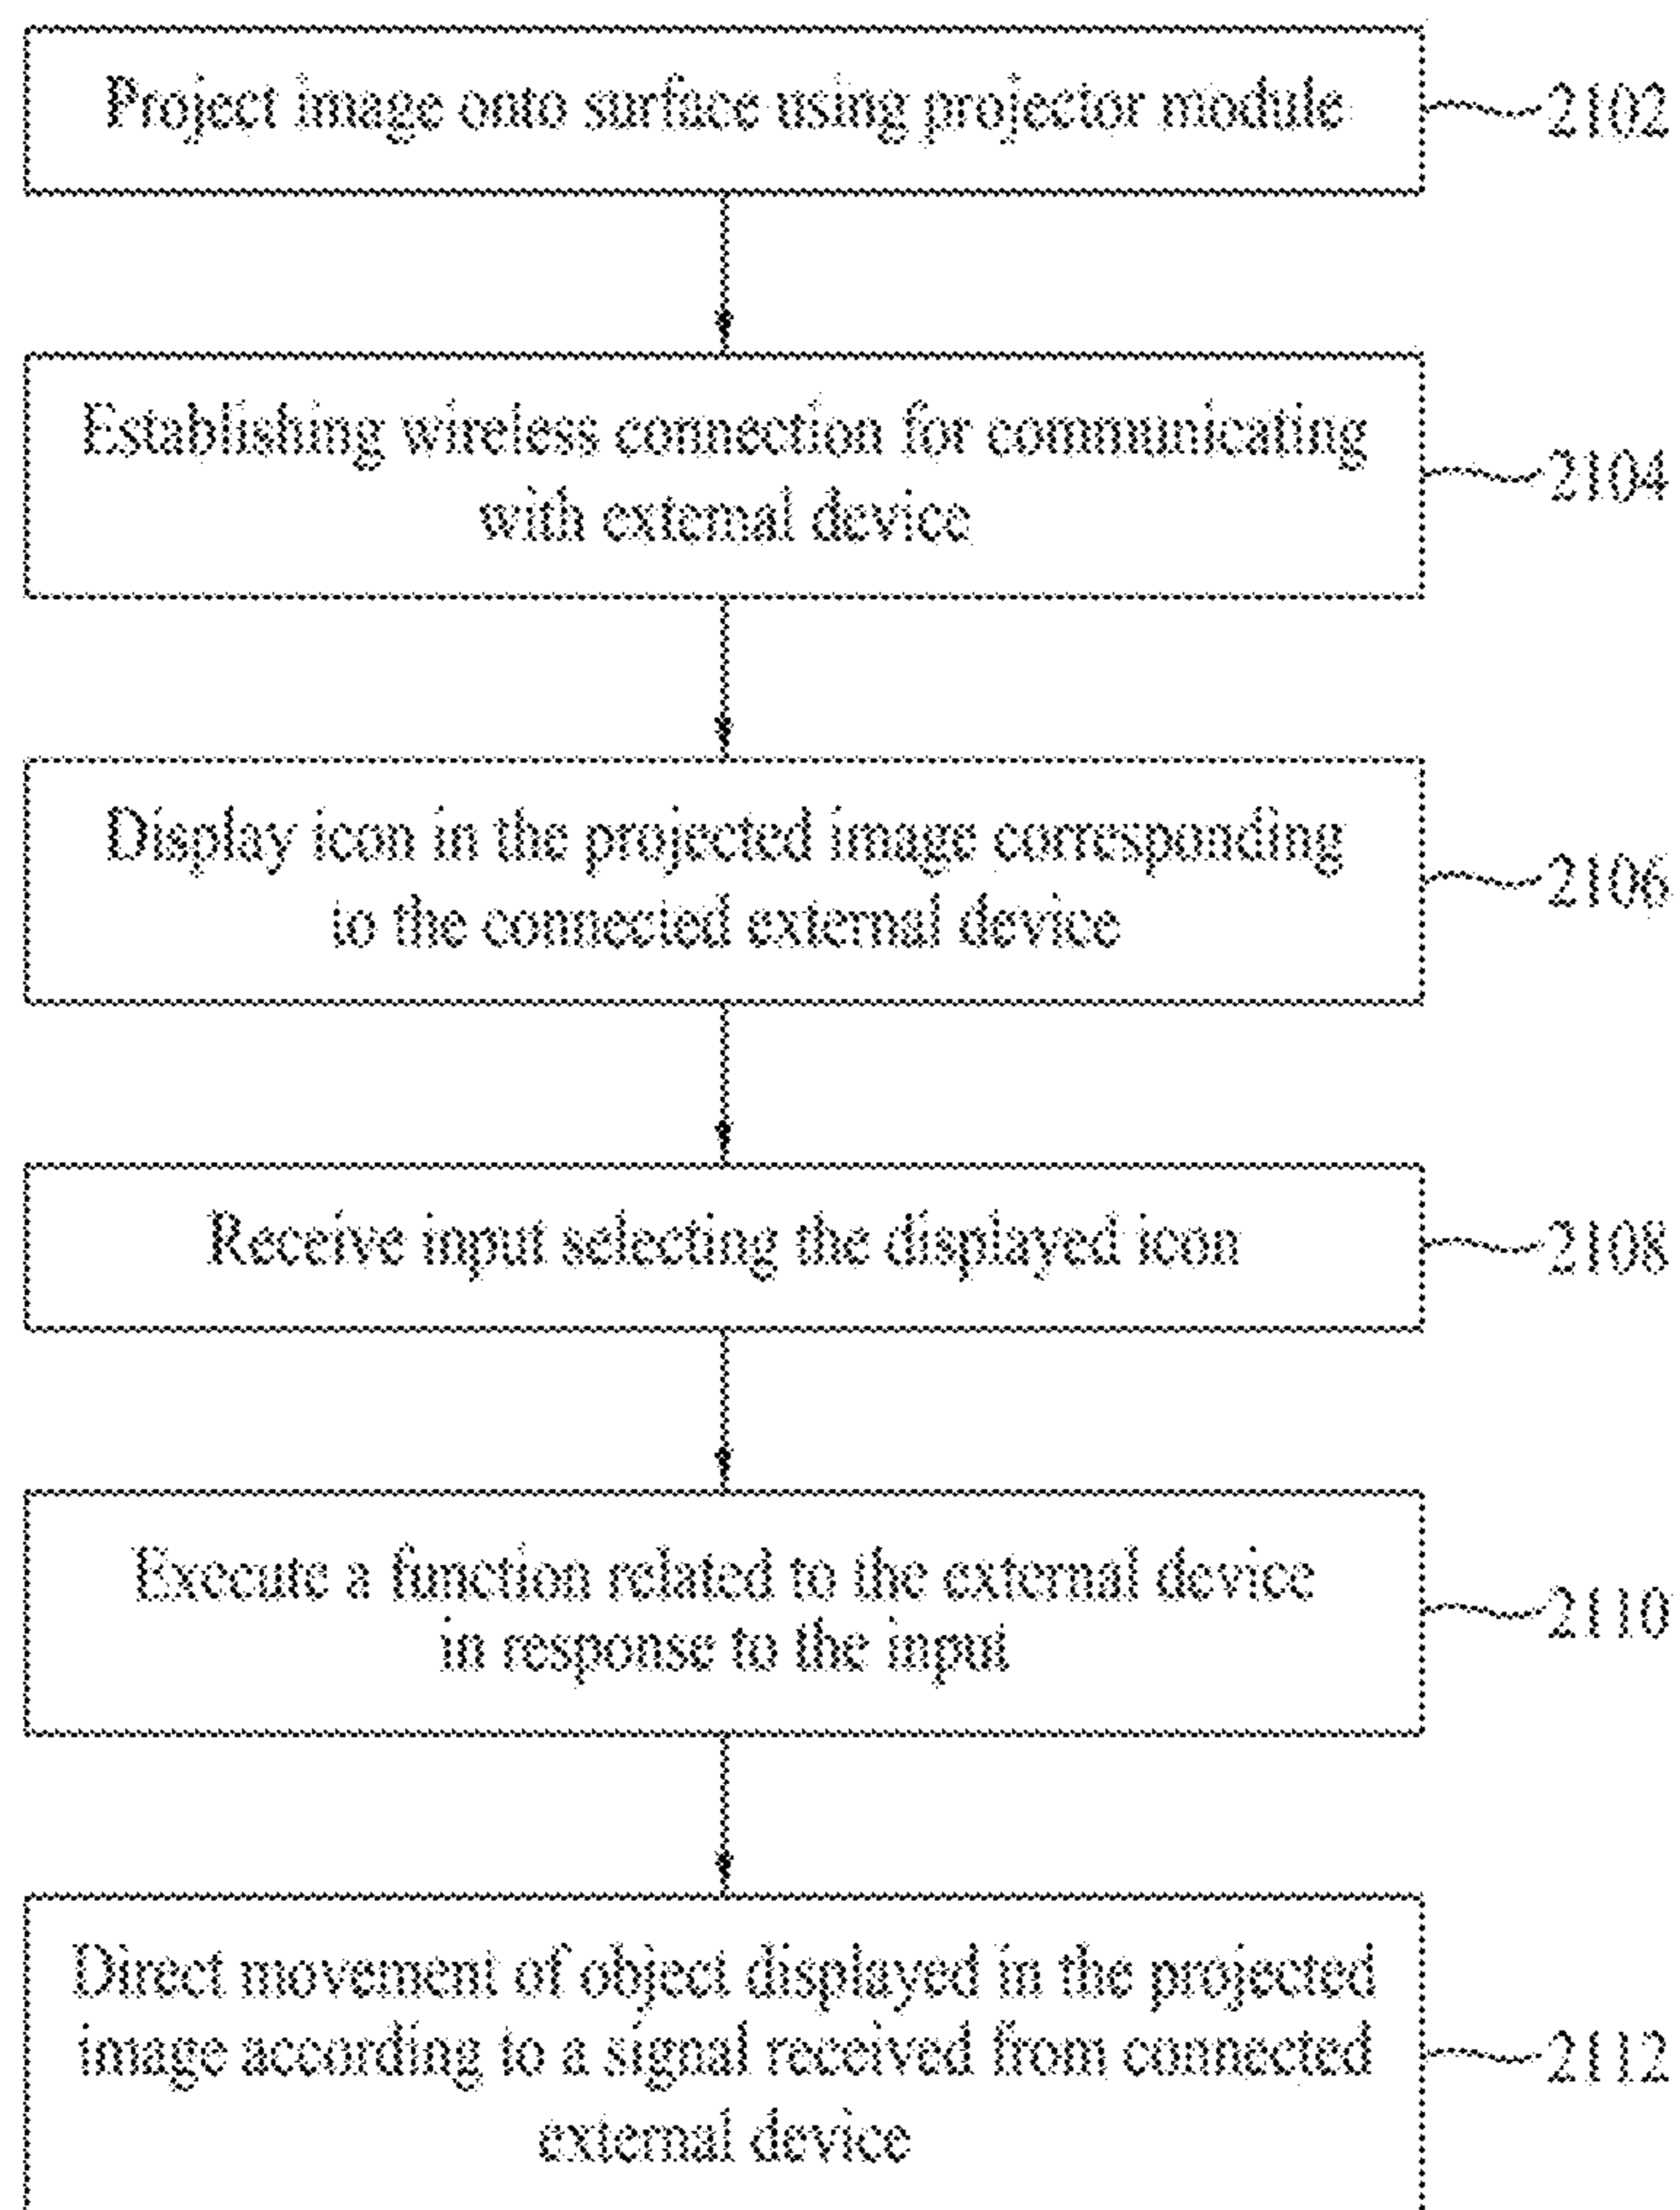 Project image onto surface using projector module
2102
Establishing wireless connection for communicating
with external device
2104
Display icon in the projected image corresponding
to the connected external device
2106
Receive input selecting the displayed icon
2108
Execute a function related to the external device
in response to the input
2110
Direct movement of object displayed in the projected
image according to a signal received from connected
external device
2112